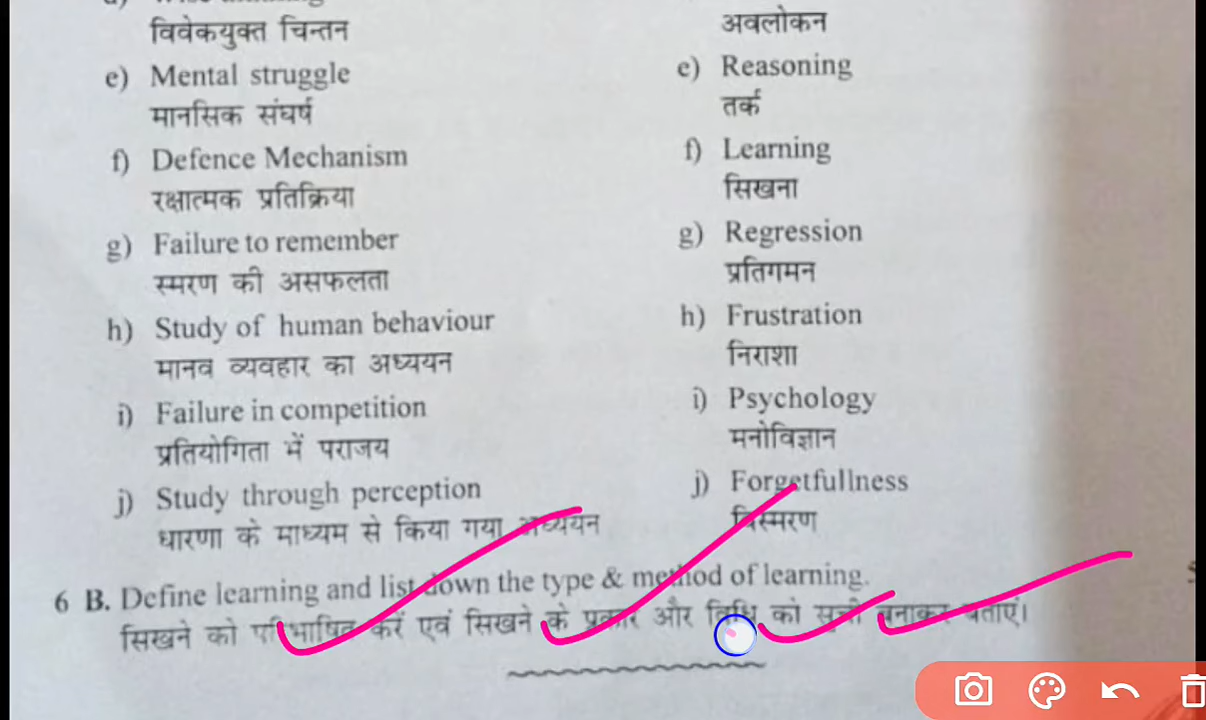 विवेकयुक्त चिन्तन
e) Mental struggle
मानसिक संघर्ष
f) Defence Mechanism
रक्षात्मक प्रतिक्रिया
g) Failure to remember
स्मरण की असफलता
h) Study of human behaviour
मानव व्यवहार का अध्ययन
i) Failure in competition
प्रतियोगिता में पराजय
j) Study through perception
धारणा के माध्यम से किया गया अध्ययन
अवलोकन
e) Reasoning
तर्क
f) Learning
सिखना
g) Regression
प्रतिगमन
h) Frustration
निराशा
i) Psychology
मनोविज्ञान
j) Forgetfullness
विस्मरण
6 B. Define learning and list down the type & method of learning.
सिखने को परिभाषित करें एवं सिखने के प्रकार और विधि को सुची बनाकर बताएं।